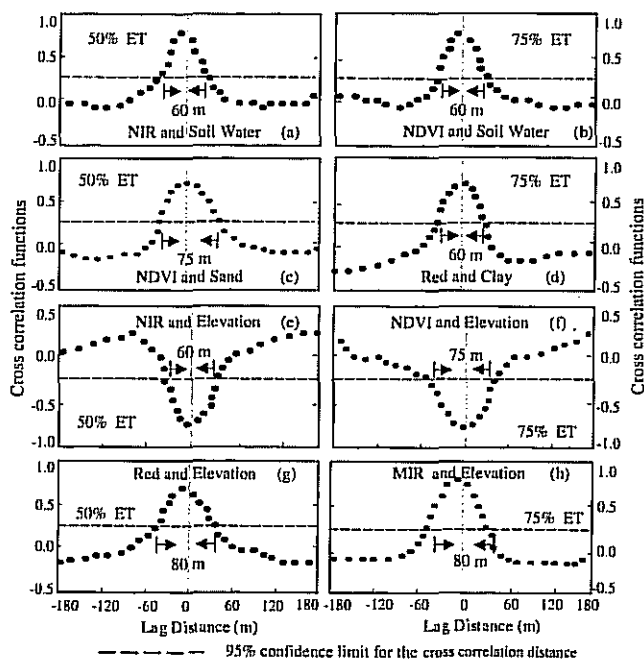 Cross correlation functions
Cross correlation functions
1.0
0.5
0.0
-0.5
50% ET
60 m
NIR and Soil Water (a)
75% ET
60 m
NDVI and Soil Water (b)
1.0
0.5
0.0
-0.5
1.0
0.5
0.0
-0.5
50% ET
75 m
NDVI and Sand (c)
75% ET
60 m
Red and Clay (d)
1.0
0.5
0.0
-0.5
0.5
0.0
-0.5
-1.0
NIR and Elevation (e)
60 m
50% ET
NDVI and Elevation (f)
75 m
75% ET
0.5
0.0
-0.5
-1.0
1.0
0.5
0.0
-0.5
Red and Elevation (g)
50% ET
80 m
MIR and Elevation (h)
75% ET
80 m
1.0
0.5
0.0
-0.5
-180 -120 -60 0 60 120 180
-180 -120 -60 0 60 120 180
Lag Distance (m) Lag Distance (m)
95% confidence limit for the cross correlation distance